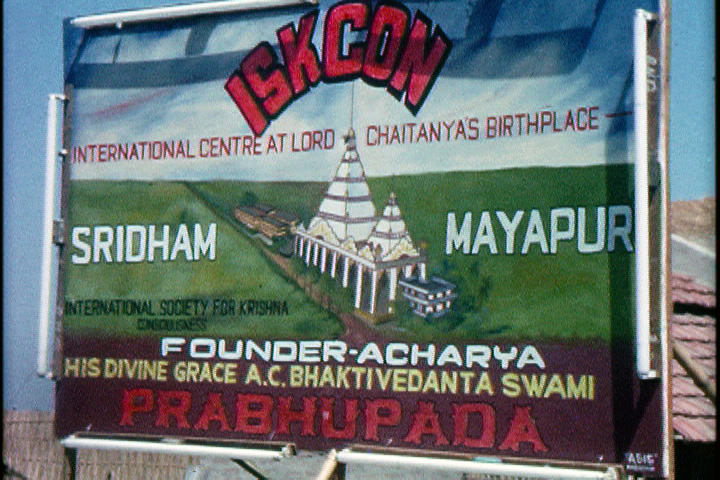 ISKCON
INTERNATIONAL CENTRE AT LORD CHAITANYA'S BIRTHPLACE
SRIDHAM MAYAPUR
INTERNATIONAL SOCIETY FOR KRISHNA
CONSCIOUSNESS
FOUNDER-ACHARYA
HIS DIVINE GRACE A.C. BHAKTIVEDANTA SWAMI
PRABHUPADA